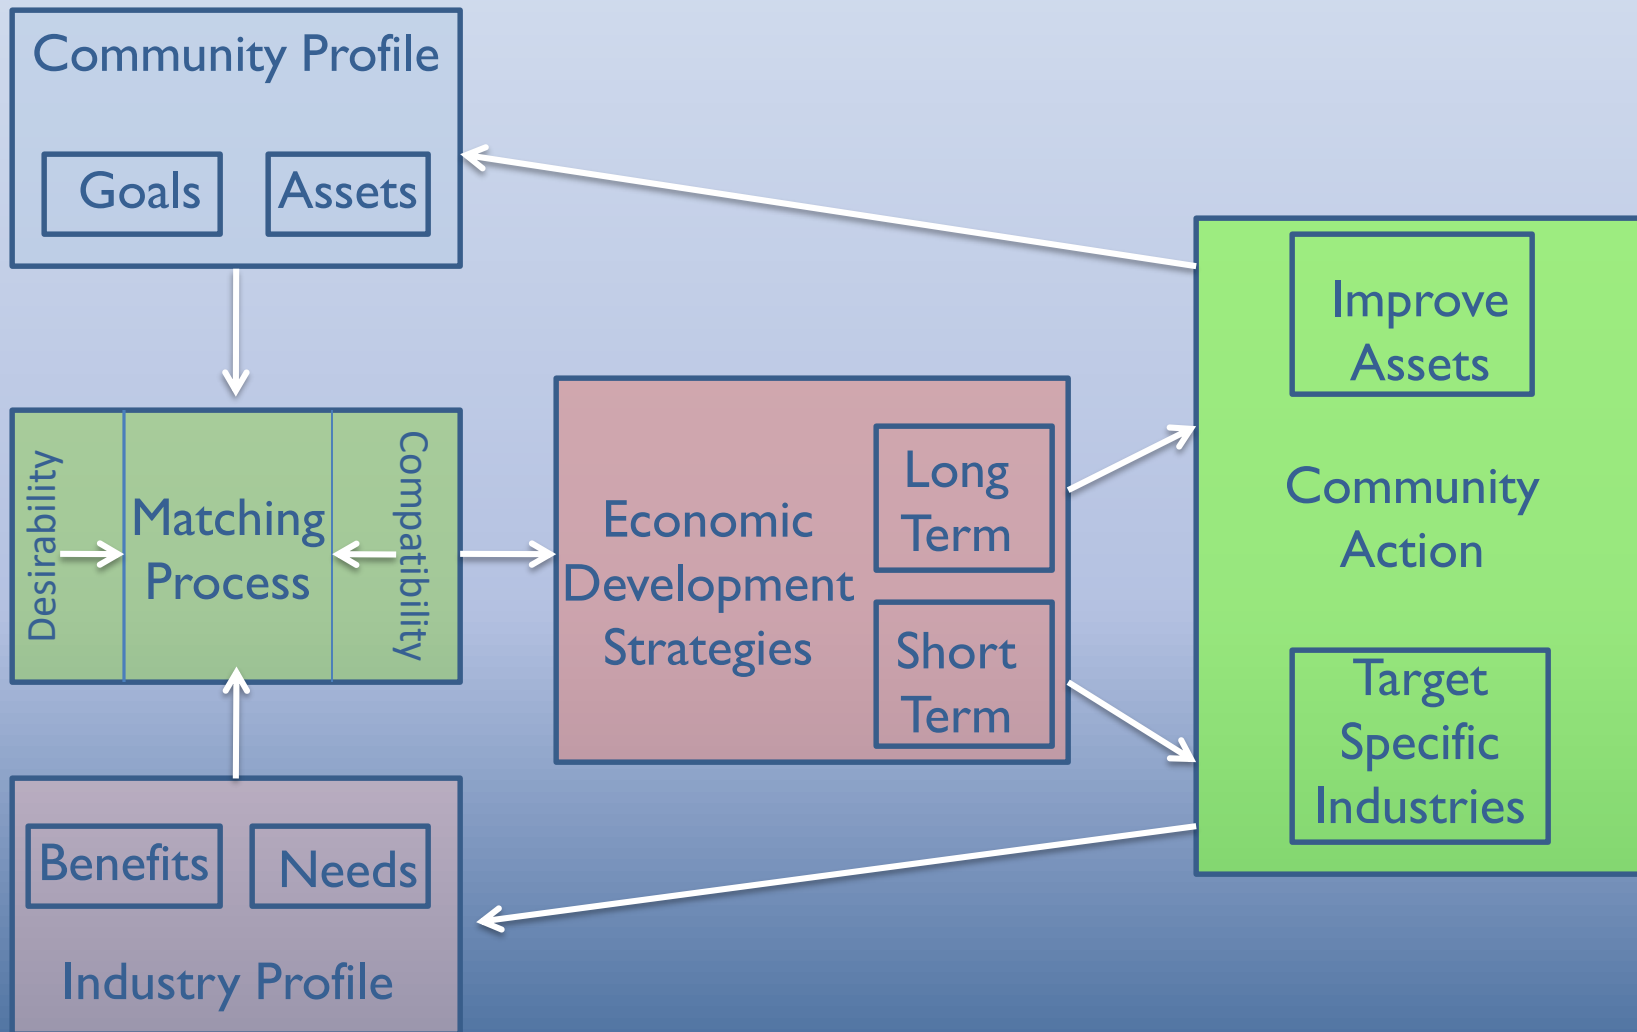 Community Profile
Goals
Assets
Desirability
Matching
Process
Compatibility
Benefits
Needs
Industry Profile
Economic
Development
Strategies
Long
Term
Short
Term
Improve
Assets
Community
Action
Target
Specific
Industries